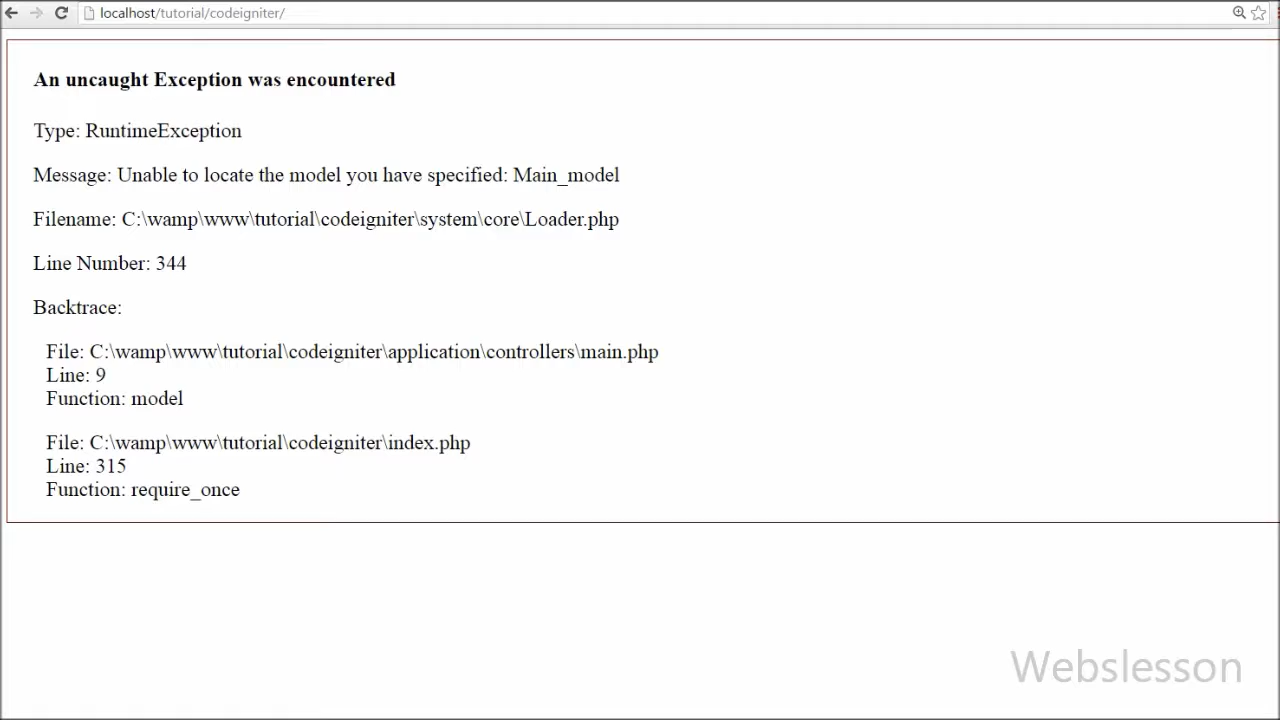 localhost/tutorial/codeigniter/
An uncaught Exception was encountered
Type: RuntimeException
Message: Unable to locate the model you have specified: Main_model
Filename: C:\wamp\www\tutorial\codeigniter\system\core\Loader.php
Line Number: 344
Backtrace:
File: C:\wamp\www\tutorial\codeigniter\application\controllers\main.php
Line: 9
Function: model
File: C:\wamp\www\tutorial\codeigniter\index.php
Line: 315
Function: require_once
Webslesson